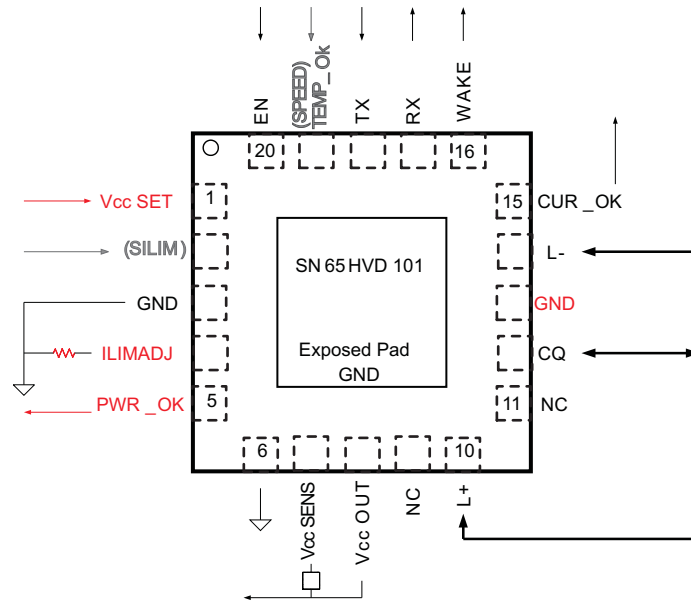 EN
(SPEED)
TEMP_Ok
TX
RX
WAKE
20
16
Vcc SET
1
15
CUR _OK
(SILIM )
SN 65 HVD 101
L-
GND
GND
ILIMADJ
Exposed Pad
GND
CQ
PWR _OK
5
11
NC
6
10
Vcc SENS
Vcc OUT
NC
L+